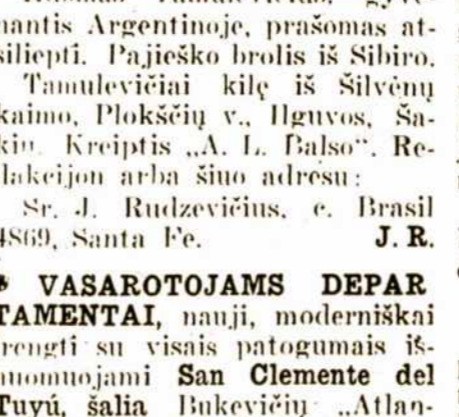 mantis Argentinoje, prašomas at-
siliepti. Pajieško brolis iš Sibiro.
Tamulevičiai kilę iš Šilvėnų
kaimo, Plokščių v., Ilguvos, Ša-
kių. Kreiptis „A. L. Balso“. Re-
dakcijon arba šiuo adresu:
Sr. J. Rudzevičius, c. Brasil
4869, Santa Fe. J. R.
VASAROTOJAMS DEPAR
TAMENTAI, nauji, moderniškai
įrengti su visais patogumais iš-
nuomuojami San Clemente del
Tuyú, šalia Bukevičių „Atlan-